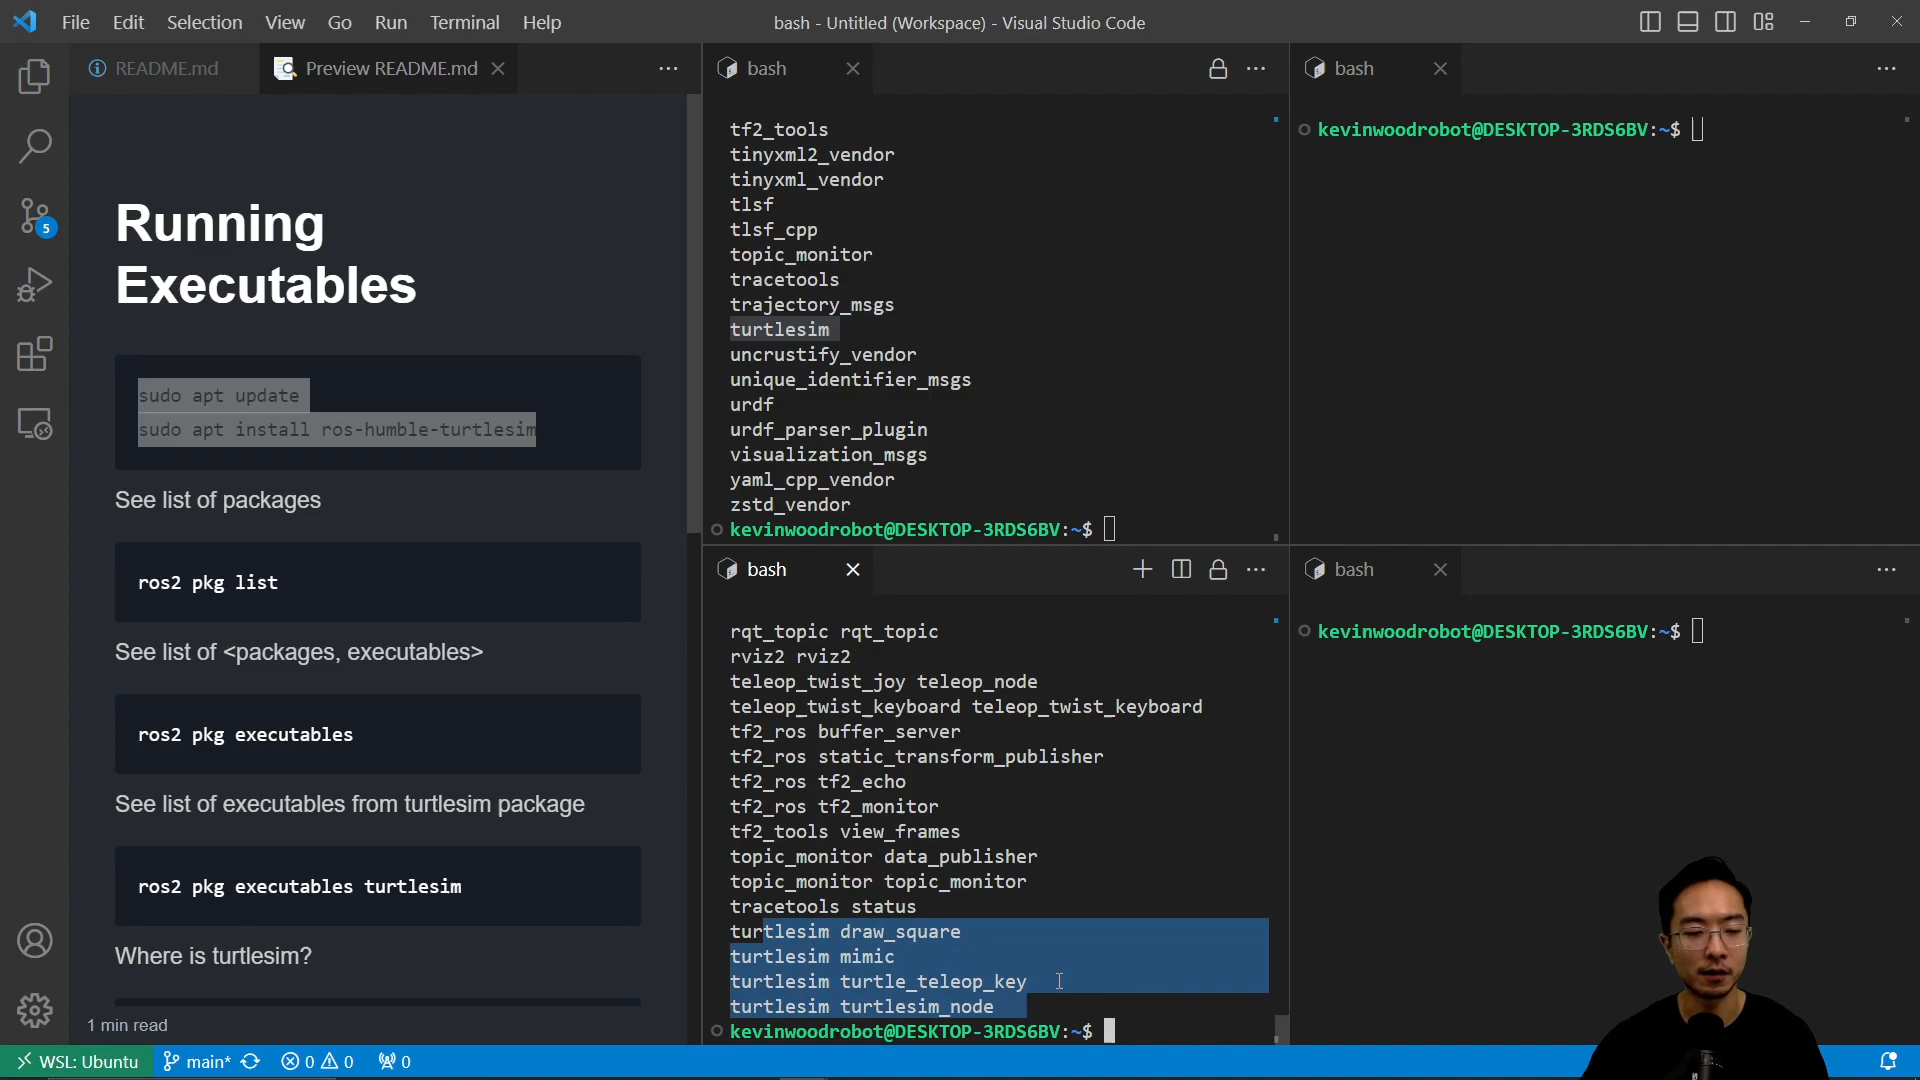 File Edit Selection View Go Run Terminal Help
bash - Untitled (Workspace) - Visual Studio Code
README.md
Preview README.md
Running
Executables
sudo apt update
sudo apt install ros-humble-turtlesim
See list of packages
ros2 pkg list
See list of <packages, executables>
ros2 pkg executables
See list of executables from turtlesim package
ros2 pkg executables turtlesim
Where is turtlesim?
1 min read
5
bash
tf2_tools
tinyxml2_vendor
tinyxml_vendor
tlsf
tlsf_cpp
topic_monitor
tracetools
trajectory_msgs
turtlesim
uncrustify_vendor
unique_identifier_msgs
urdf
urdf_parser_plugin
visualization_msgs
yaml_cpp_vendor
zstd_vendor
kevinwoodrobot@DESKTOP-3RDS6BV:~$
bash
kevinwoodrobot@DESKTOP-3RDS6BV:~$
bash
rqt_topic rqt_topic
rviz2 rviz2
teleop_twist_joy teleop_node
teleop_twist_keyboard teleop_twist_keyboard
tf2_ros buffer_server
tf2_ros static_transform_publisher
tf2_ros tf2_echo
tf2_ros tf2_monitor
tf2_tools view_frames
topic_monitor data_publisher
topic_monitor topic_monitor
tracetools status
turtlesim draw_square
turtlesim mimic
turtlesim turtle_teleop_key
turtlesim turtlesim_node
kevinwoodrobot@DESKTOP-3RDS6BV:~$
bash
kevinwoodrobot@DESKTOP-3RDS6BV:~$
WSL: Ubuntu main* 0 0 0